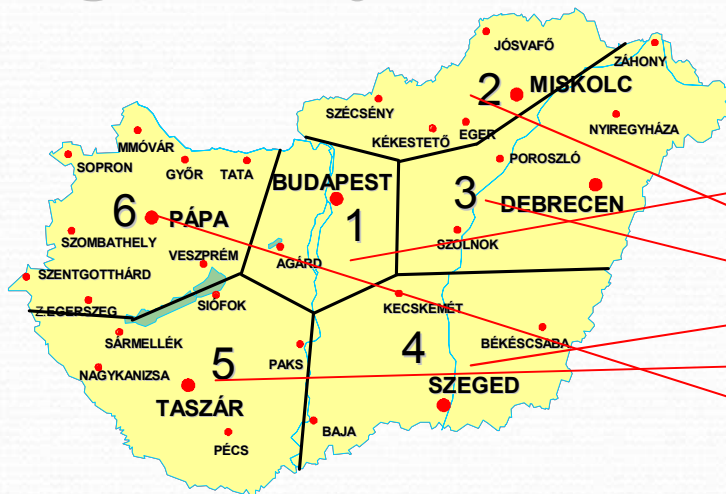 JÓSVAFŐ
ZÁHONY
2
MISKOLC
SZÉCSÉNY
NYIREGYHÁZA
KÉKESTETŐ
EGER
MMÓVÁR
SOPRON
GYŐR
TATA
POROSZLÓ
BUDAPEST
3
DEBRECEN
6
PÁPA
1
SZOMBATHELY
SZOLNOK
VESZPRÉM
AGÁRD
SZENTGOTTHÁRD
Z.EGERSZEG
SIÓFOK
KECSKEMÉT
SÁRMELLÉK
BÉKÉSCSABA
PAKS
4
NAGYKANIZSA
5
SZEGED
TASZÁR
BAJA
PÉCS